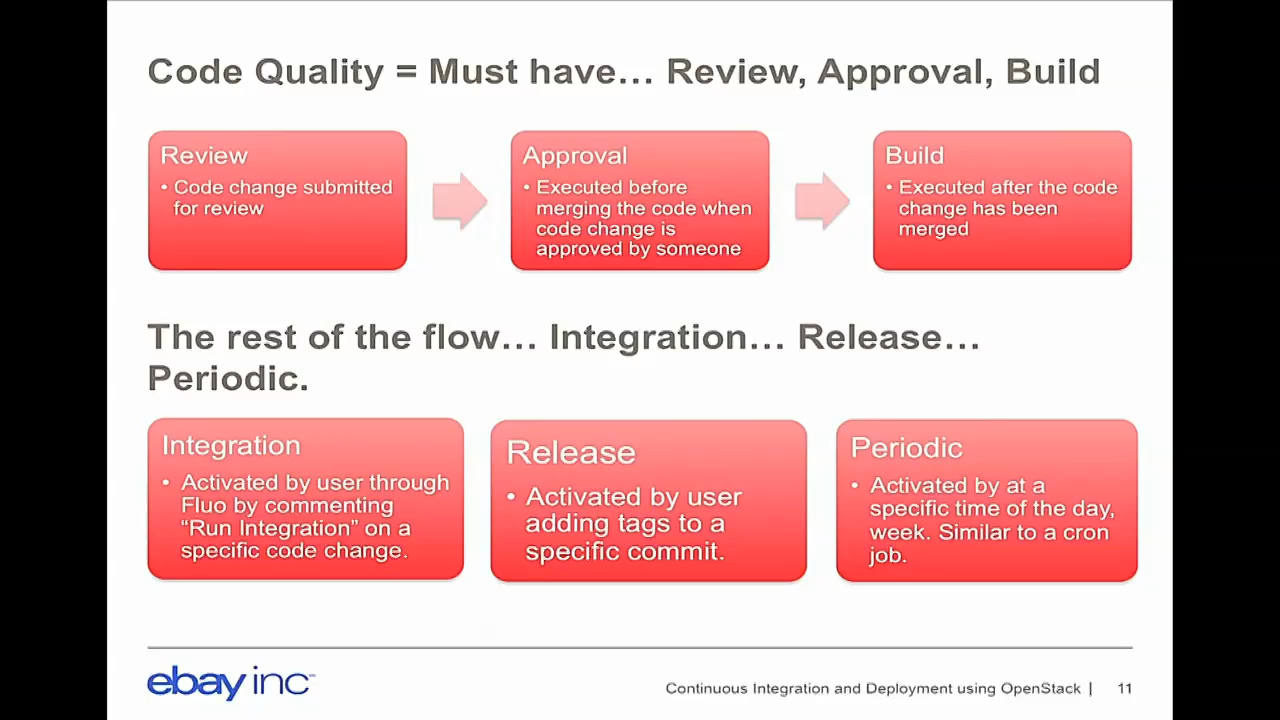 Code Quality = Must have… Review, Approval, Build
Review
• Code change submitted
for review
Approval
• Executed before
merging the code when
code change is
approved by someone
Build
• Executed after the code
change has been
merged
The rest of the flow… Integration… Release…
Periodic.
Integration
• Activated by user through
Fluo by commenting
“Run Integration” on a
specific code change.
Release
• Activated by user
adding tags to a
specific commit.
Periodic
• Activated by at a
specific time of the day,
week. Similar to a cron
job.
ebay inc™
Continuous Integration and Deployment using OpenStack | 11